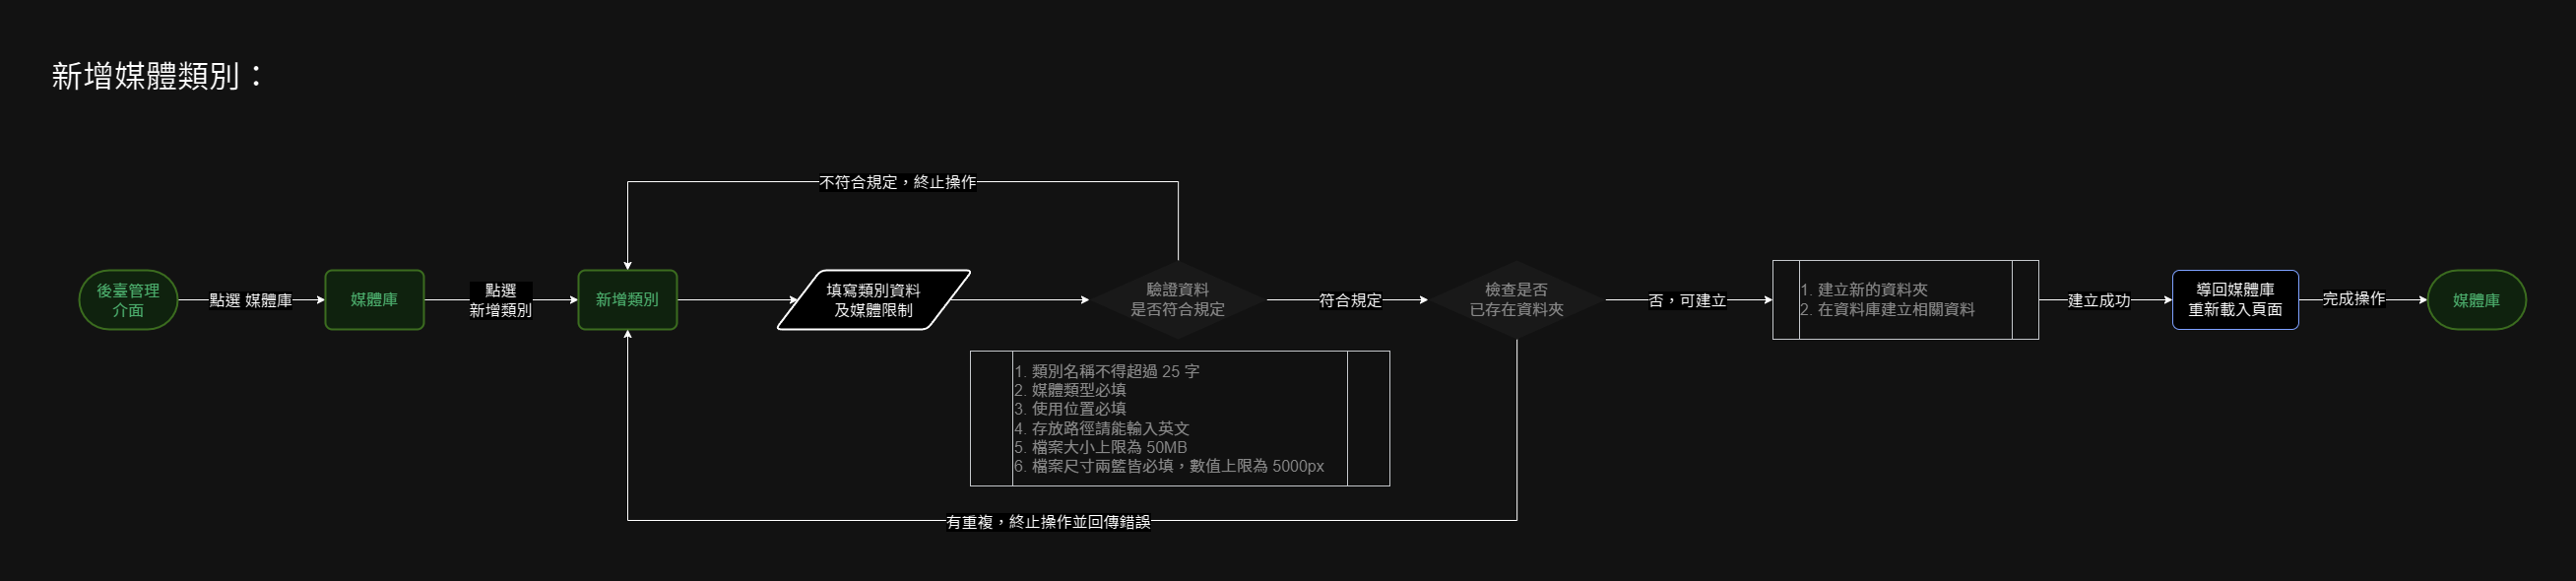 新增媒體類別：
不符合規定，終止操作
後臺管理
介面
點選 媒體庫
媒體庫
點選
新增類別
新增類別
填寫類別資料
及媒體限制
驗證資料
是否符合規定
符合規定
檢查是否
已存在資料夾
否，可建立
1. 建立新的資料夾
2. 在資料庫建立相關資料
建立成功
導回媒體庫
重新載入頁面
完成操作
媒體庫
1. 類別名稱不得超過 25 字
2. 媒體類型必填
3. 使用位置必填
4. 存放路徑請能輸入英文
5. 檔案大小上限為 50MB
6. 檔案尺寸兩籃皆必填，數值上限為 5000px
有重複，終止操作並回傳錯誤